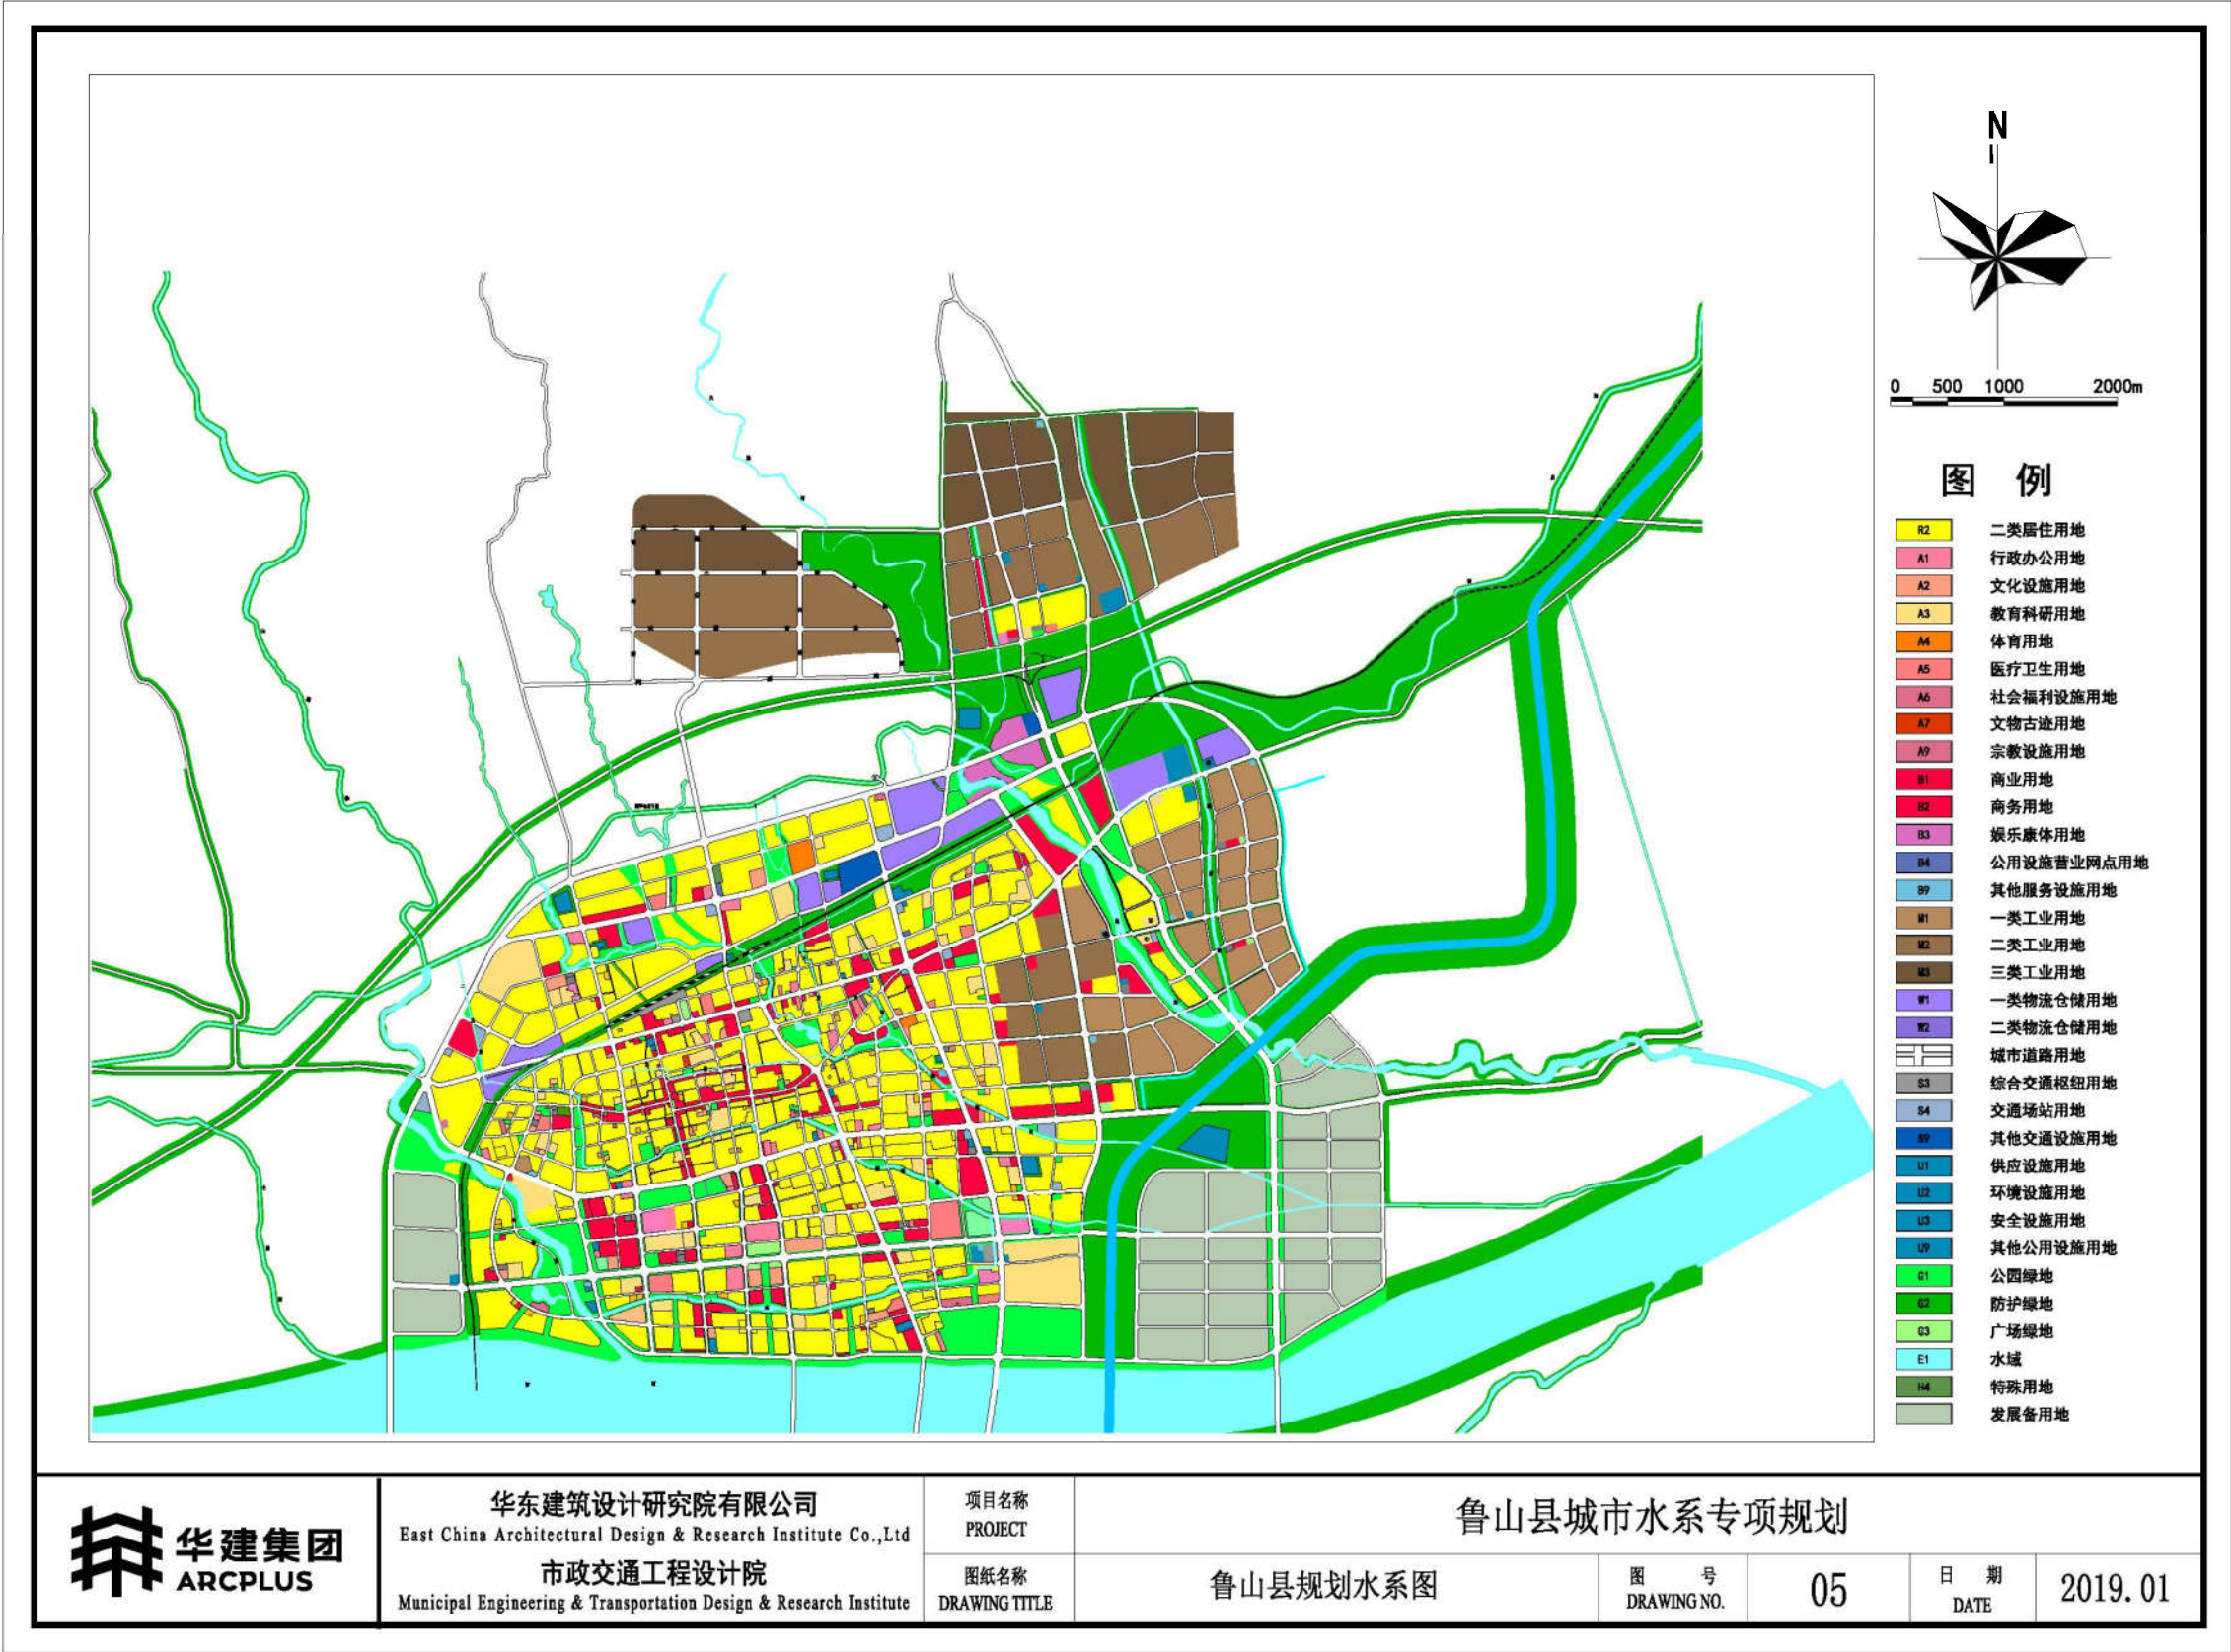 N
0 500 1000 2000m
图 例
R2 二类居住用地
A1 行政办公用地
A2 文化设施用地
A3 教育科研用地
A4 体育用地
A5 医疗卫生用地
A6 社会福利设施用地
A7 文物古迹用地
A9 宗教设施用地
B1 商业用地
B2 商务用地
B3 娱乐康体用地
B4 公用设施营业网点用地
B9 其他服务设施用地
M1 一类工业用地
M2 二类工业用地
M3 三类工业用地
W1 一类物流仓储用地
W2 二类物流仓储用地
城市道路用地
S3 综合交通枢纽用地
S4 交通场站用地
S9 其他交通设施用地
U1 供应设施用地
U2 环境设施用地
U3 安全设施用地
U9 其他公用设施用地
G1 公园绿地
G2 防护绿地
G3 广场绿地
E1 水域
H4 特殊用地
发展备用地
华建集团
ARCPLUS
华东建筑设计研究院有限公司
East China Architectural Design & Research Institute Co.,Ltd
市政交通工程设计院
Municipal Engineering & Transportation Design & Research Institute
项目名称
PROJECT
鲁山县城市水系专项规划
图纸名称
DRAWING TITLE
鲁山县规划水系图
图 号
DRAWING NO.
05
日 期
DATE
2019.01